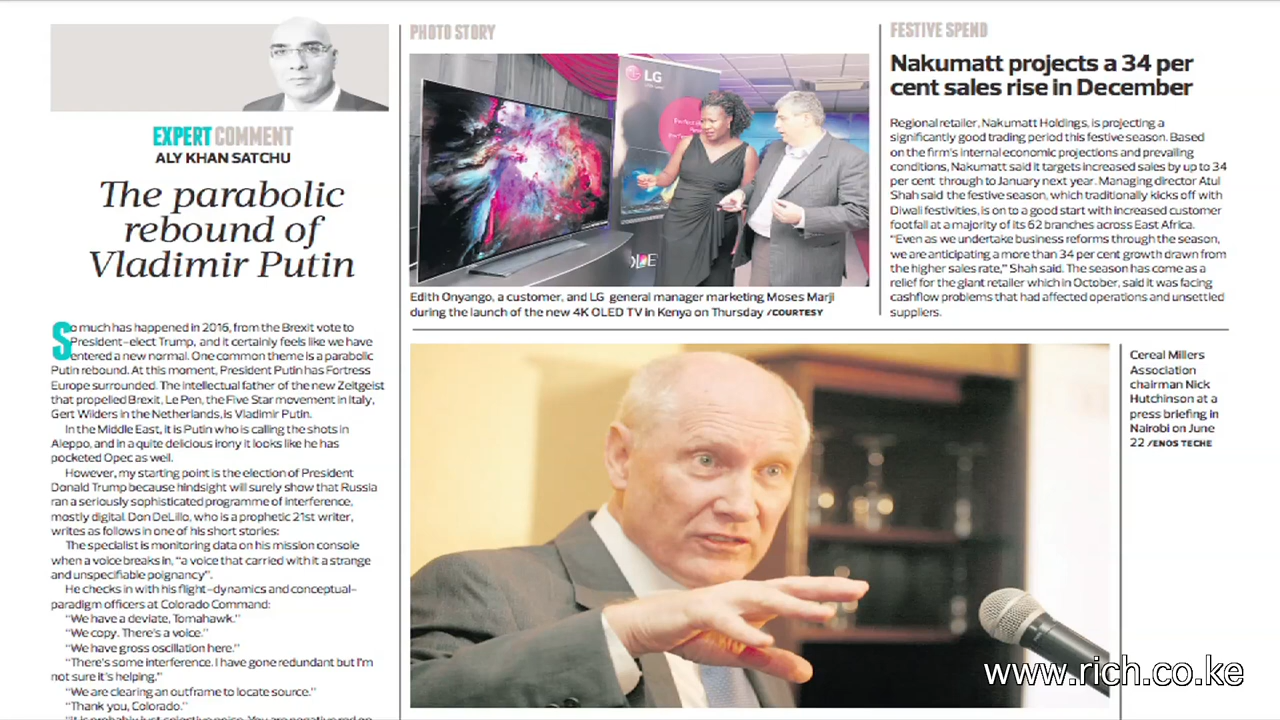 EXPERT COMMENT
ALY KHAN SATCHU
The parabolic
rebound of
Vladimir Putin
So much has happened in 2016, from the Brexit vote to
President-elect Trump, and it certainly feels like we have
entered a new normal. One common theme is a parabolic
Putin rebound. At this moment, President Putin has Fortress
Europe surrounded. The intellectual father of the new Zeitgeist
that propelled Brexit, Le Pen, the Five Star movement in Italy,
Gert Wilders in the Netherlands, is Vladimir Putin.
In the Middle East, it is Putin who is calling the shots in
Aleppo, and in a quite delicious irony it looks like he has
pocketed Opec as well.
However, my starting point is the election of President
Donald Trump because hindsight will surely show that Russia
ran a seriously sophisticated programme of interference,
mostly digital. Don DeLillo, who is a prophetic 21st writer,
writes as follows in one of his short stories:
The specialist is monitoring data on his mission console
when a voice breaks in, "a voice that carried with it a strange
and unspecifiable poignancy".
He checks in with his flight-dynamics and conceptual-
paradigm officers at Colorado Command:
"We have a deviate, Tomahawk."
"We copy. There's a voice."
"We have gross oscillation here."
"There's some interference. I have gone redundant but I'm
not sure it's helping."
"We are clearing an outframe to locate source."
"Thank you, Colorado."
"It is probably just selective noise. You are negative red on
PHOTO STORY
LG
Edith Onyango, a customer, and LG general manager marketing Moses Marji
during the launch of the new 4K OLED TV in Kenya on Thursday /COURTESY
FESTIVE SPEND
Nakumatt projects a 34 per
cent sales rise in December
Regional retailer, Nakumatt Holdings, is projecting a
significantly good trading period this festive season. Based
on the firm's internal economic projections and prevailing
conditions, Nakumatt said it targets increased sales by up to 34
per cent through to January next year. Managing director Atul
Shah said the festive season, which traditionally kicks off with
Diwali festivities, is on to a good start with increased customer
footfall at a majority of its 62 branches across East Africa.
"Even as we undertake business reforms through the season,
we are anticipating a more than 34 per cent growth drawn from
the higher sales rate," Shah said. The season has come as a
relief for the giant retailer which in October, said it was facing
cashflow problems that had affected operations and unsettled
suppliers.
Cereal Millers
Association
chairman Nick
Hutchinson at a
press briefing in
Nairobi on June
22 /ENOS TECHE
www.rich.co.ke